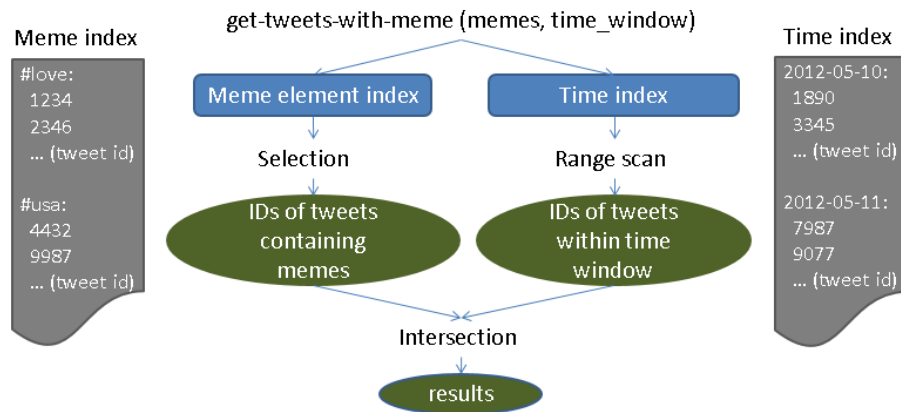 get-tweets-with-meme (memes, time_window)
Meme index
#love:
1234
2346
... (tweet id)
#usa:
4432
9987
... (tweet id)
Meme element index
Time index
Selection
Range scan
IDs of tweets
containing
memes
IDs of tweets
within time
window
Intersection
results
Time index
2012-05-10:
1890
3345
... (tweet id)
2012-05-11:
7987
9077
... (tweet id)